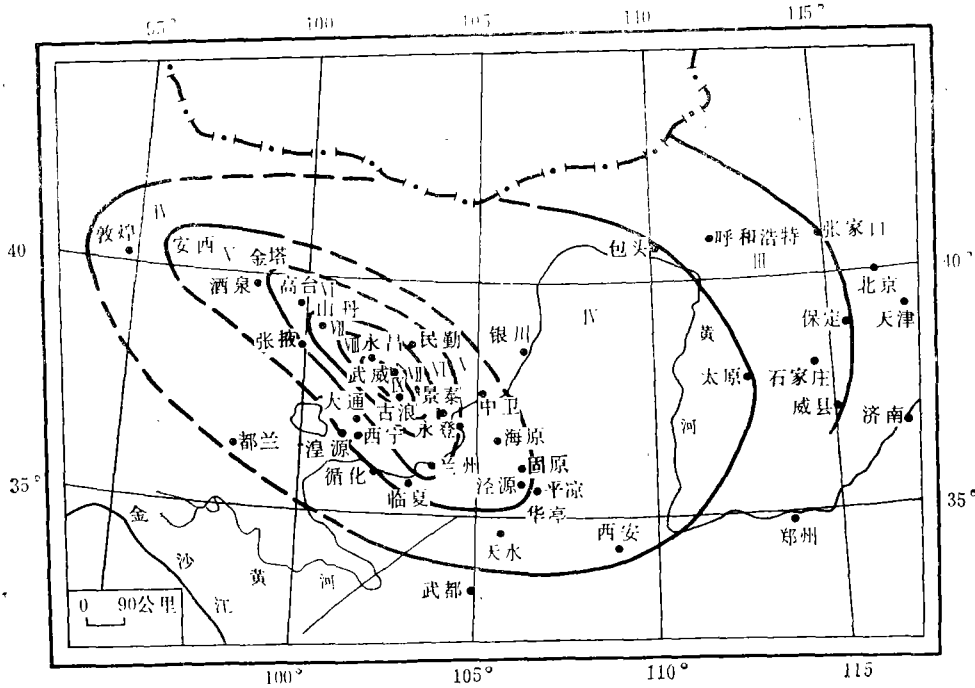 95° 100 105 110 115°
40 40°
35° 35°
敦煌 Ⅳ
安西 Ⅴ
金塔
酒泉
高台 Ⅵ
山丹
Ⅶ
张掖
Ⅷ 永昌
民勤
武威
Ⅸ Ⅷ Ⅶ Ⅵ Ⅴ
大通
古浪
景泰
永登
中卫
银川
包头
呼和浩特
Ⅲ
张家口
北京
天津
保定
Ⅳ
黄
河
太原
石家庄
威县
济南
都兰
湟源
西宁
兰州
海原
固原
循化
临夏
泾源
平凉
华亭
西安
郑州
天水
武都
金
沙
江
黄
河
0 90公里
100° 105° 110° 115